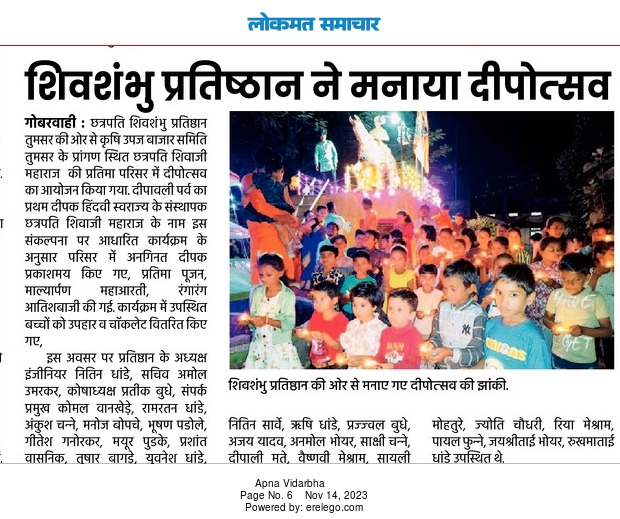 लोकमत समाचार
शिवशंभु प्रतिष्ठान ने मनाया दीपोत्सव
गोबरवाही : छत्रपति शिवशंभु प्रतिष्ठान
तुमसर की ओर से कृषि उपज बाजार समिति
तुमसर के प्रांगण स्थित छत्रपति शिवाजी
महाराज की प्रतिमा परिसर में दीपोत्सव
का आयोजन किया गया. दीपावली पर्व का
प्रथम दीपक हिंदवी स्वराज्य के संस्थापक
छत्रपति शिवाजी महाराज के नाम इस
संकल्पना पर आधारित कार्यक्रम के
अनुसार परिसर में अनगिनत दीपक
प्रकाशमय किए गए, प्रतिमा पूजन,
माल्यार्पण महाआरती, रंगारंग
आतिशबाजी की गई. कार्यक्रम में उपस्थित
बच्चों को उपहार व चॉकलेट वितरित किए
गए,
इस अवसर पर प्रतिष्ठान के अध्यक्ष
इंजीनियर नितिन धांडे, सचिव अमोल
उमरकर, कोषाध्यक्ष प्रतीक बुधे, संपर्क
प्रमुख कोमल वानखेड़े, रामरतन धांडे,
अंकुश चन्ने, मनोज बोपचे, भूषण पडोले,
गीतेश गनोरकर, मयूर पुडके, प्रशांत
वासनिक, तुषार बागडे, युवनेश धांडे,
शिवशंभु प्रतिष्ठान की ओर से मनाए गए दीपोत्सव की झांकी.
नितिन सार्वे, ऋषि धांडे, प्रज्ज्वल बुधे,
अजय यादव, अनमोल भोयर, साक्षी चन्ने,
दीपाली मते, वैष्णवी मेश्राम, सायली
मोहतुरे, ज्योति चौधरी, रिया मेश्राम,
पायल फुन्ने, जयश्रीताई भोयर, रुखमाताई
धांडे उपस्थित थे.
Apna Vidarbha
Page No. 6 Nov 14, 2023
Powered by: erelego.com